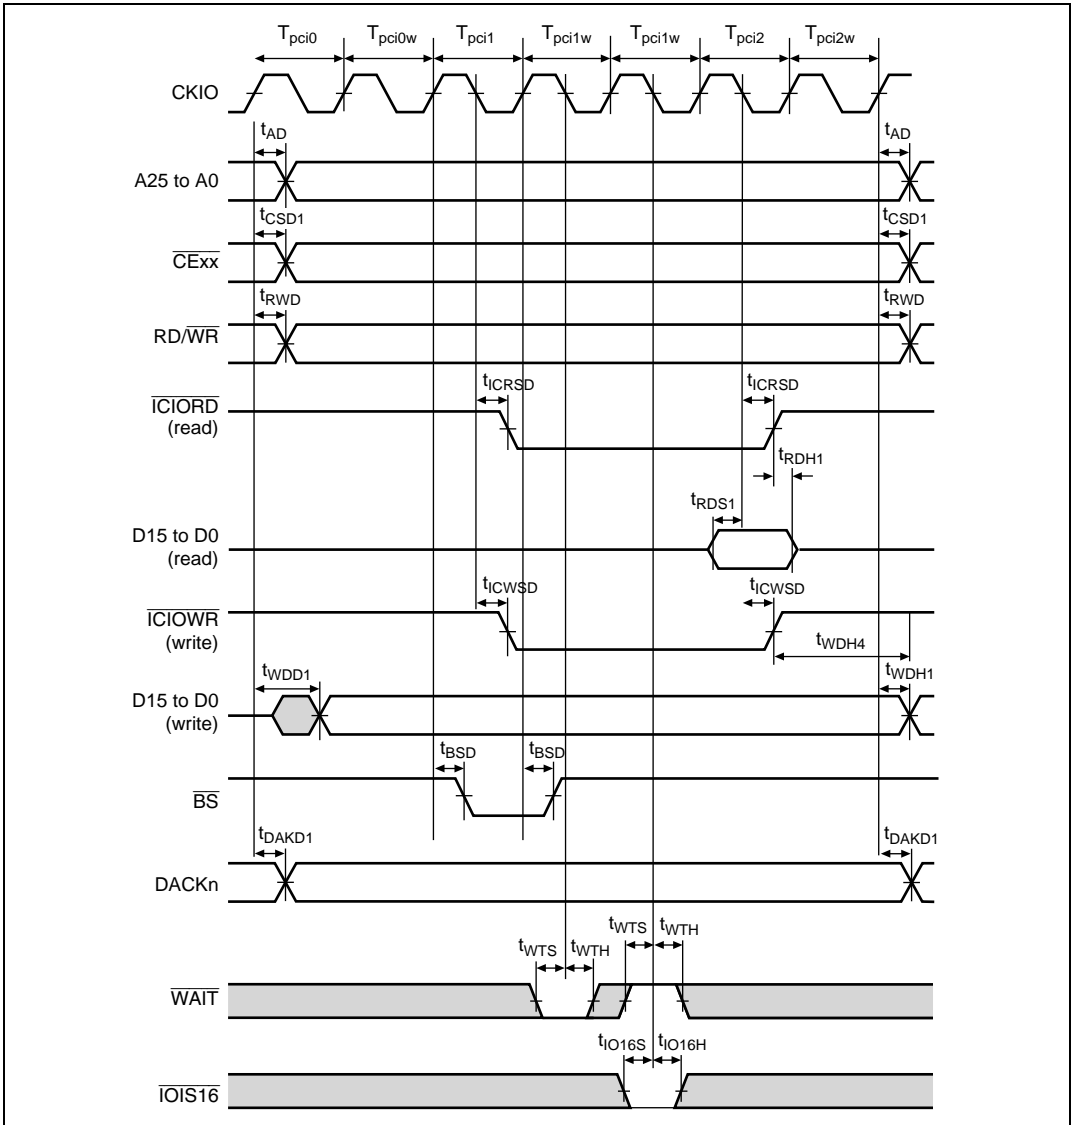 Tpci0 Tpci0w Tpci1 Tpci1w Tpci1w Tpci2 Tpci2w
CKIO
tAD tAD
A25 to A0
tCSD1 tCSD1
CExx
tRWD tRWD
RD/WR
tICRSD tICRSD
ICIORD
(read)
tRDH1
tRDS1
D15 to D0
(read)
tICWSD tICWSD
ICIOWR
(write)
tWDH4
tWDD1 tWDH1
D15 to D0
(write)
tBSD tBSD
BS
tDAKD1 tDAKD1
DACKn
tWTS tWTH tWTS tWTH
WAIT
tIO16S tIO16H
IOIS16